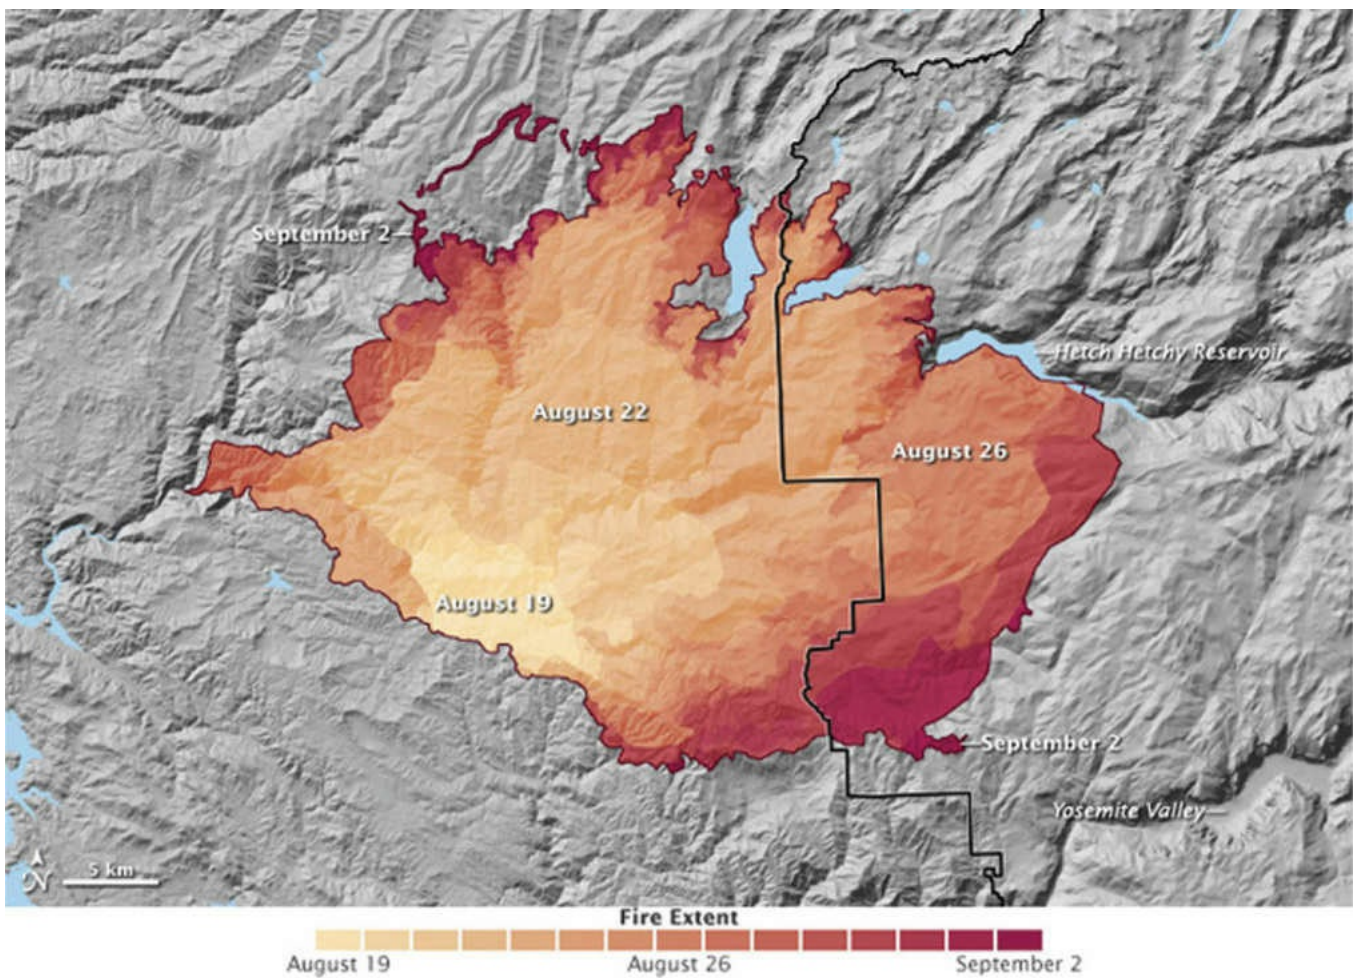 September 2
August 22
Hetch Hetchy Reservoir
August 26
August 19
September 2
Yosemite Valley
N
5 km
Fire Extent
August 19 August 26 September 2